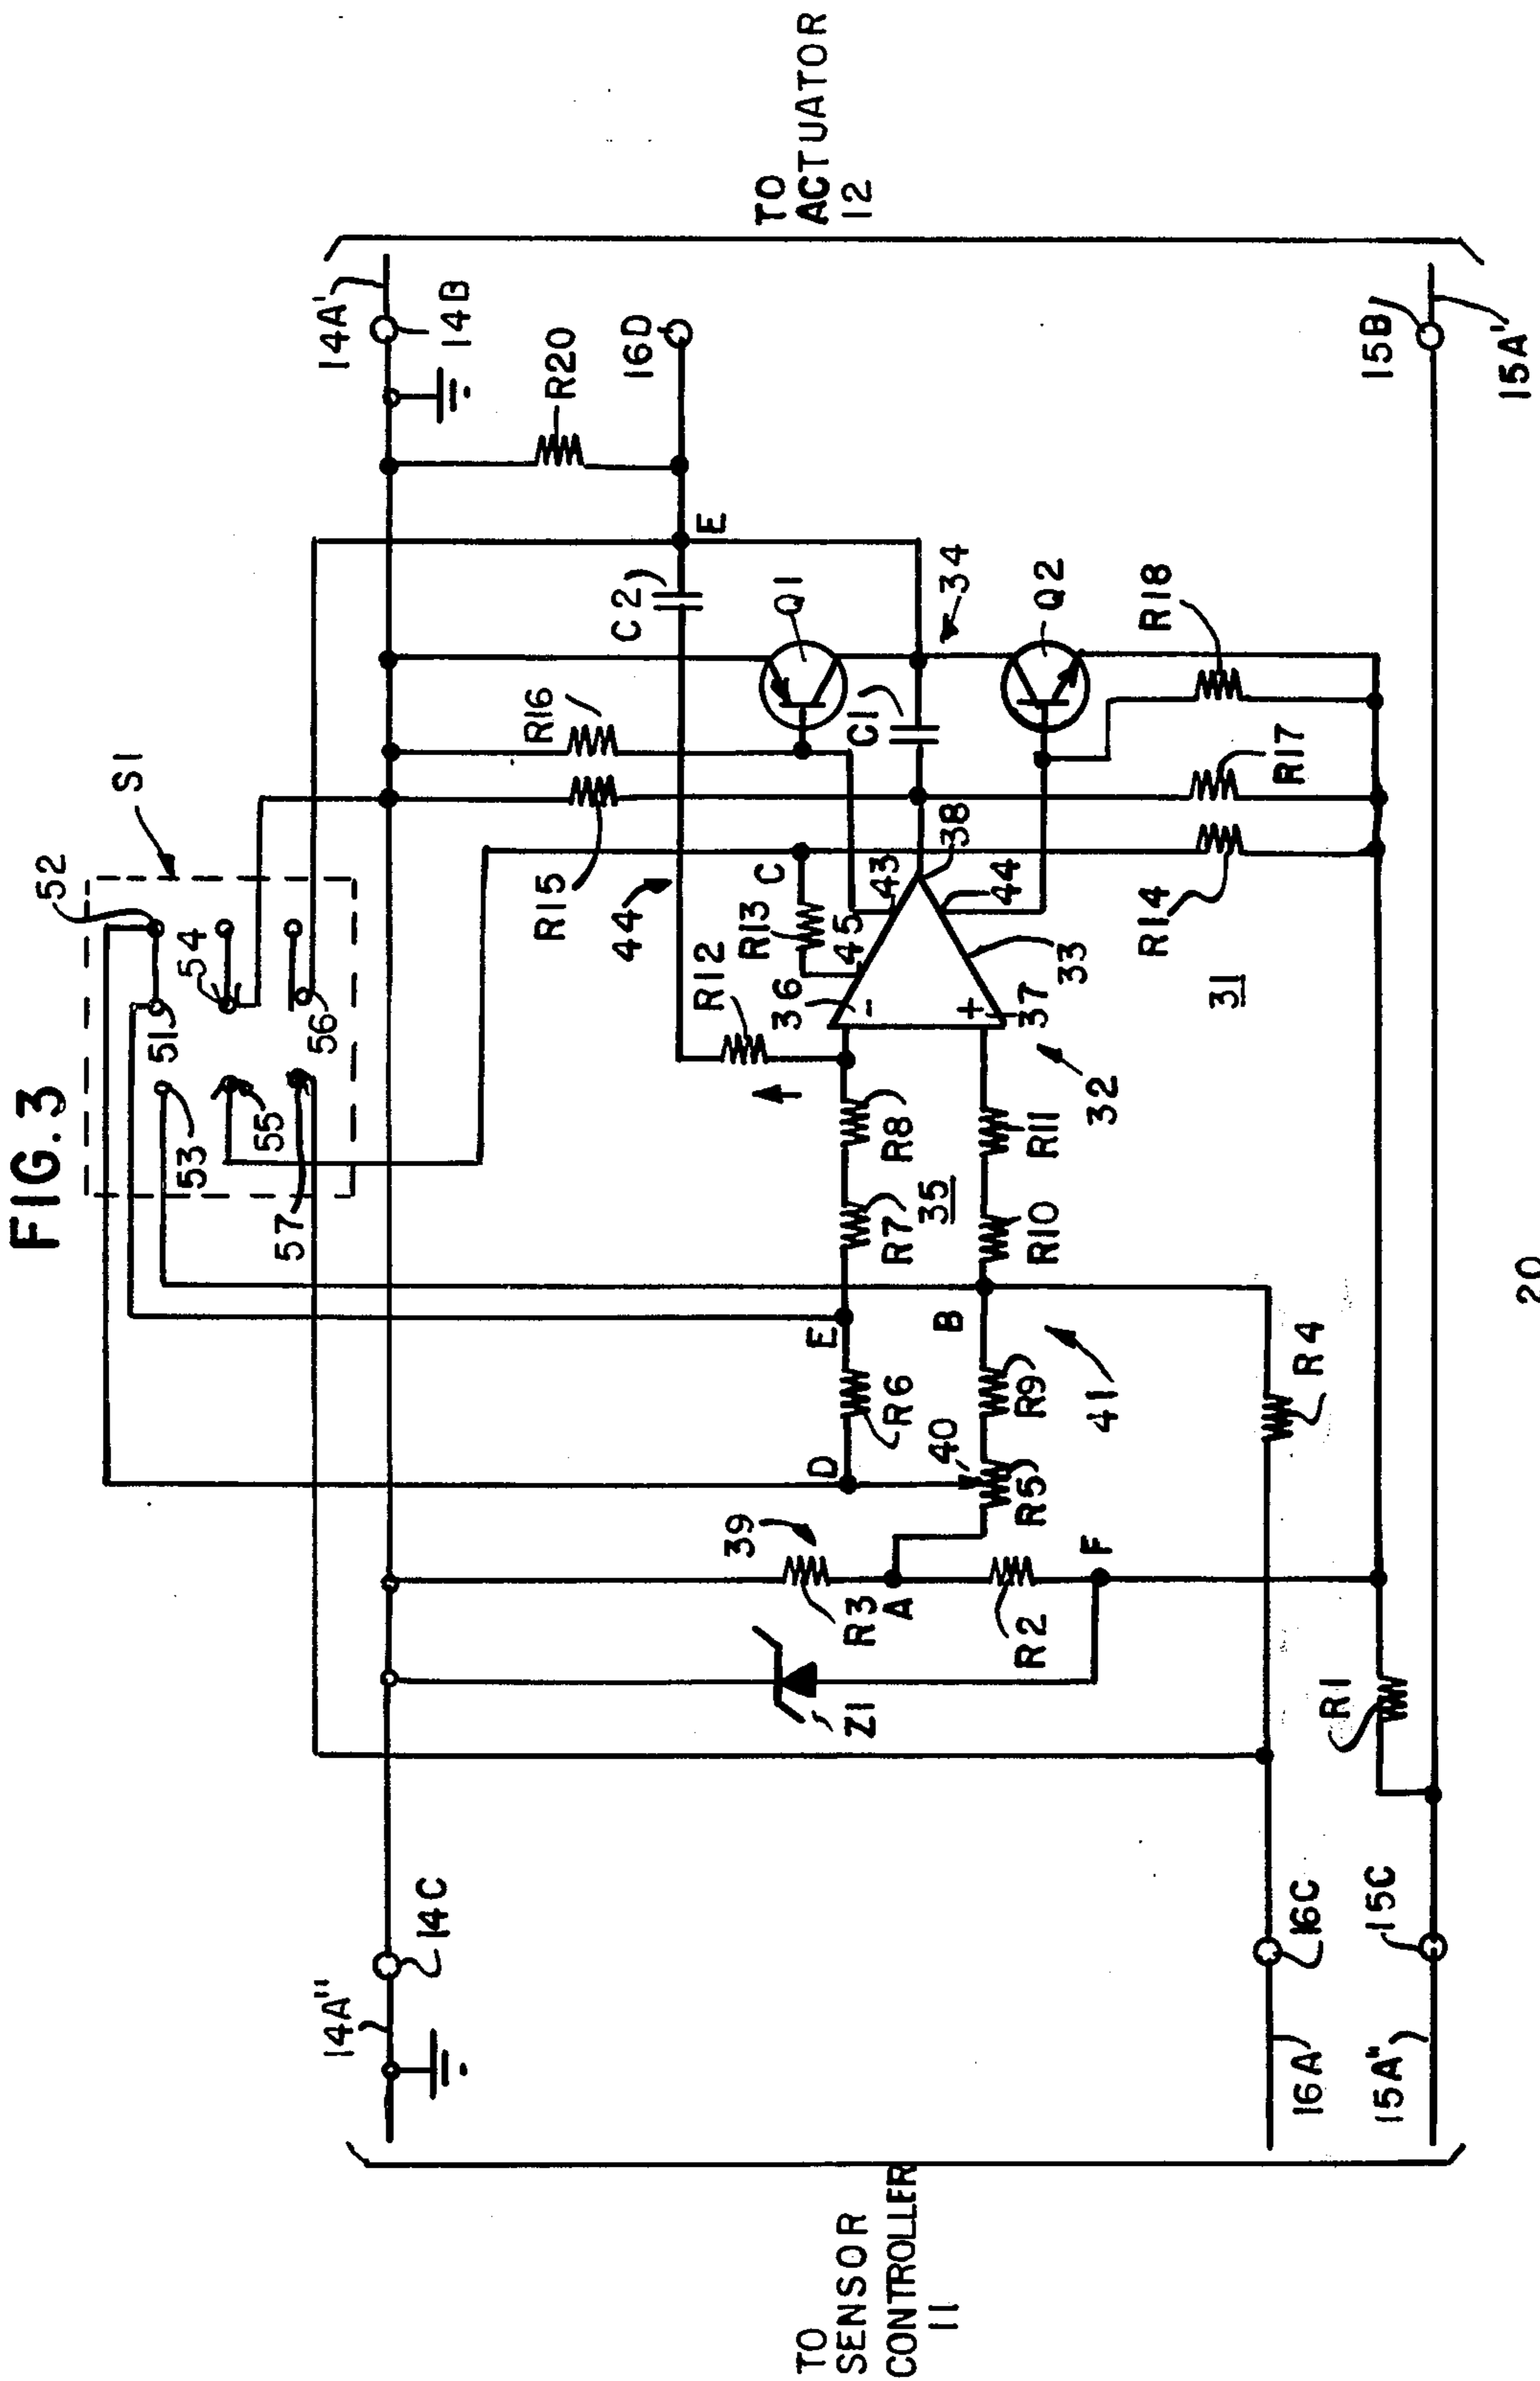 FIG.3
52
S1
51
54
53
55
56
57
14A"
14C
14A'
14B
TO
SENSOR
CONTROLLER
11
TO
ACTUATOR
12
R20
16D
E
C2
R16
R15
44
Q1
C1
34
Q2
R18
R17
R14
31
R12
R13
C
45
43
38
44
33
36
-
+
37
32
R8
R7
35
R11
R10
E
B
41
R6
D
40
R9
R5
R4
39
R3
A
R2
F
Z1
R1
16C
16A'
15C
15A"
15B
15A'
20